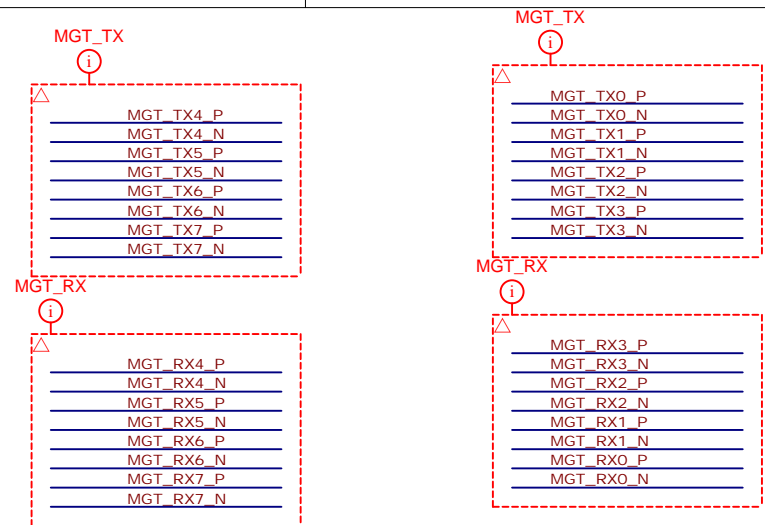 MGT_TX
i
MGT_TX4_P
MGT_TX4_N
MGT_TX5_P
MGT_TX5_N
MGT_TX6_P
MGT_TX6_N
MGT_TX7_P
MGT_TX7_N
MGT_RX
i
MGT_RX4_P
MGT_RX4_N
MGT_RX5_P
MGT_RX5_N
MGT_RX6_P
MGT_RX6_N
MGT_RX7_P
MGT_RX7_N
MGT_TX
i
MGT_TX0_P
MGT_TX0_N
MGT_TX1_P
MGT_TX1_N
MGT_TX2_P
MGT_TX2_N
MGT_TX3_P
MGT_TX3_N
MGT_RX
i
MGT_RX3_P
MGT_RX3_N
MGT_RX2_P
MGT_RX2_N
MGT_RX1_P
MGT_RX1_N
MGT_RX0_P
MGT_RX0_N